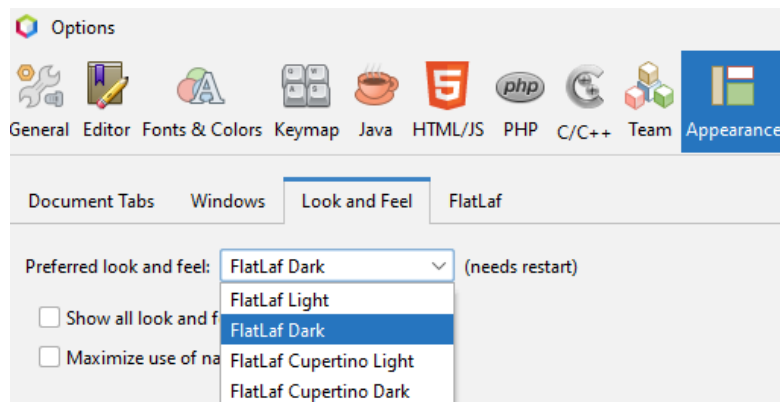 Options
General Editor Fonts & Colors Keymap Java HTML/JS PHP C/C++ Team Appearance
Document Tabs Windows Look and Feel FlatLaf
Preferred look and feel: FlatLaf Dark (needs restart)
FlatLaf Light
Show all look and f
FlatLaf Dark
Maximize use of na
FlatLaf Cupertino Light
FlatLaf Cupertino Dark